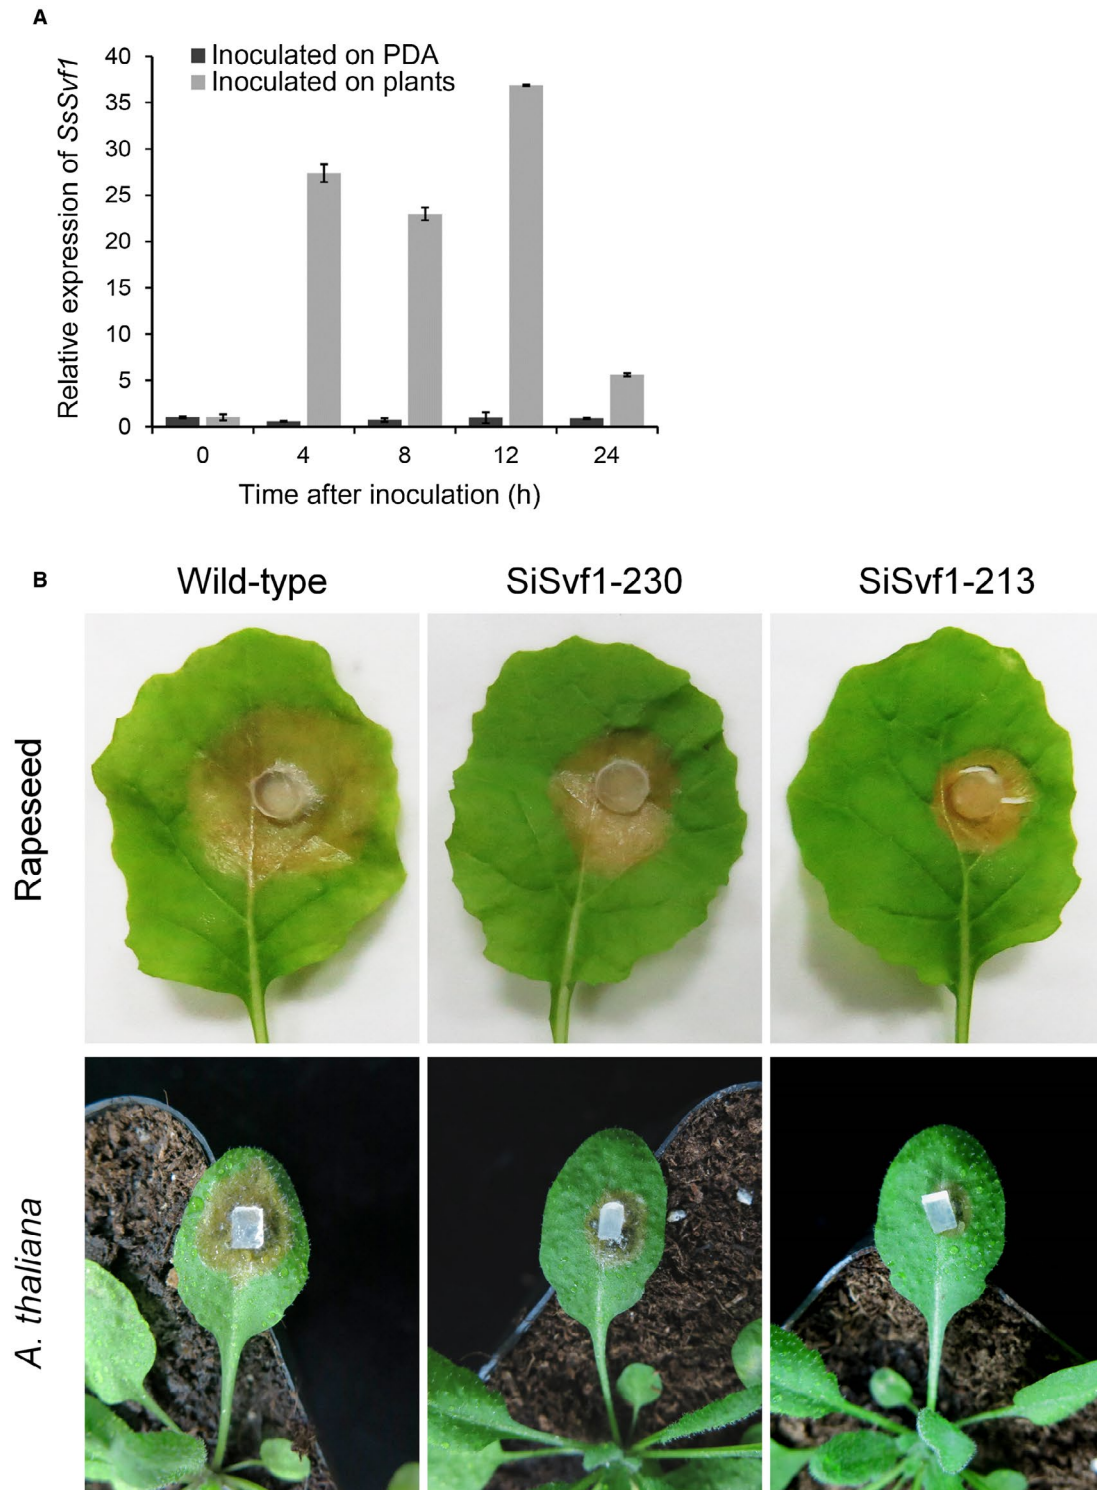 A
Inoculated on PDA
Inoculated on plants
Relative expression of SsSvf1
40
35
30
25
20
15
10
5
0
0 4 8 12 24
Time after inoculation (h)
B
Wild-type SiSvf1-230 SiSvf1-213
Rapeseed
A. thaliana